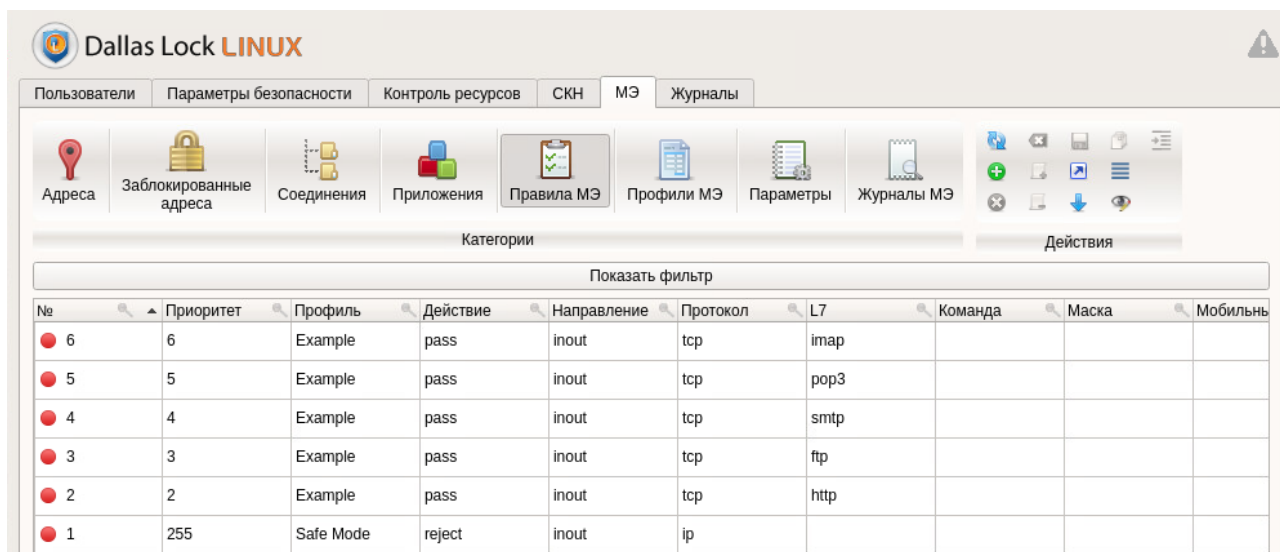 Dallas Lock LINUX
Пользователи Параметры безопасности Контроль ресурсов СКН МЭ Журналы
Адреса Заблокированные адреса Соединения Приложения Правила МЭ Профили МЭ Параметры Журналы МЭ
Категории Действия
Показать фильтр
№ Приоритет Профиль Действие Направление Протокол L7 Команда Маска Мобильнь
6 6 Example pass inout tcp imap
5 5 Example pass inout tcp pop3
4 4 Example pass inout tcp smtp
3 3 Example pass inout tcp ftp
2 2 Example pass inout tcp http
1 255 Safe Mode reject inout ip